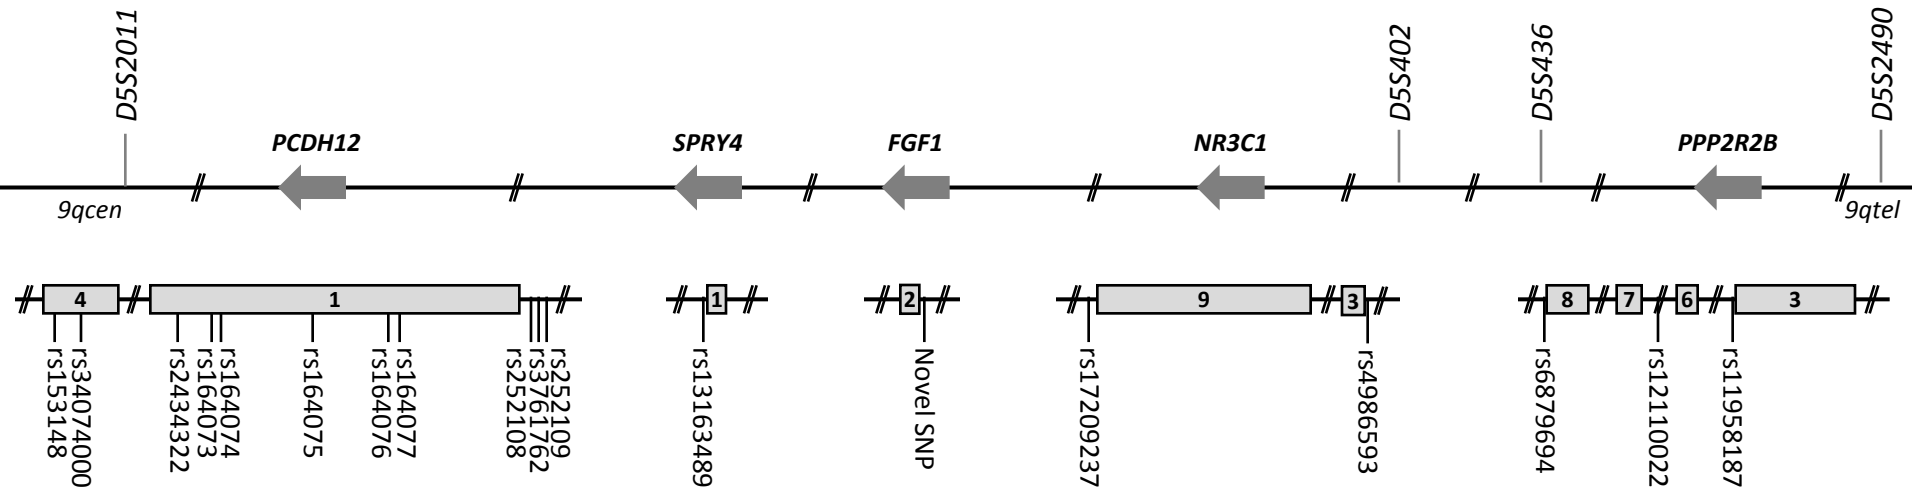 D5S2011
D5S402
D5S436
D5S2490
PCDH12
SPRY4
FGF1
NR3C1
PPP2R2B
9qcen
9qtel
4
1
1
2
9
3
8
7
6
3
rs153148
rs34074000
rs2434322
rs164073
rs164074
rs164075
rs164076
rs164077
rs252108
rs3761762
rs252109
rs13163489
Novel SNP
rs17209237
rs4986593
rs6879694
rs12110022
rs11958187